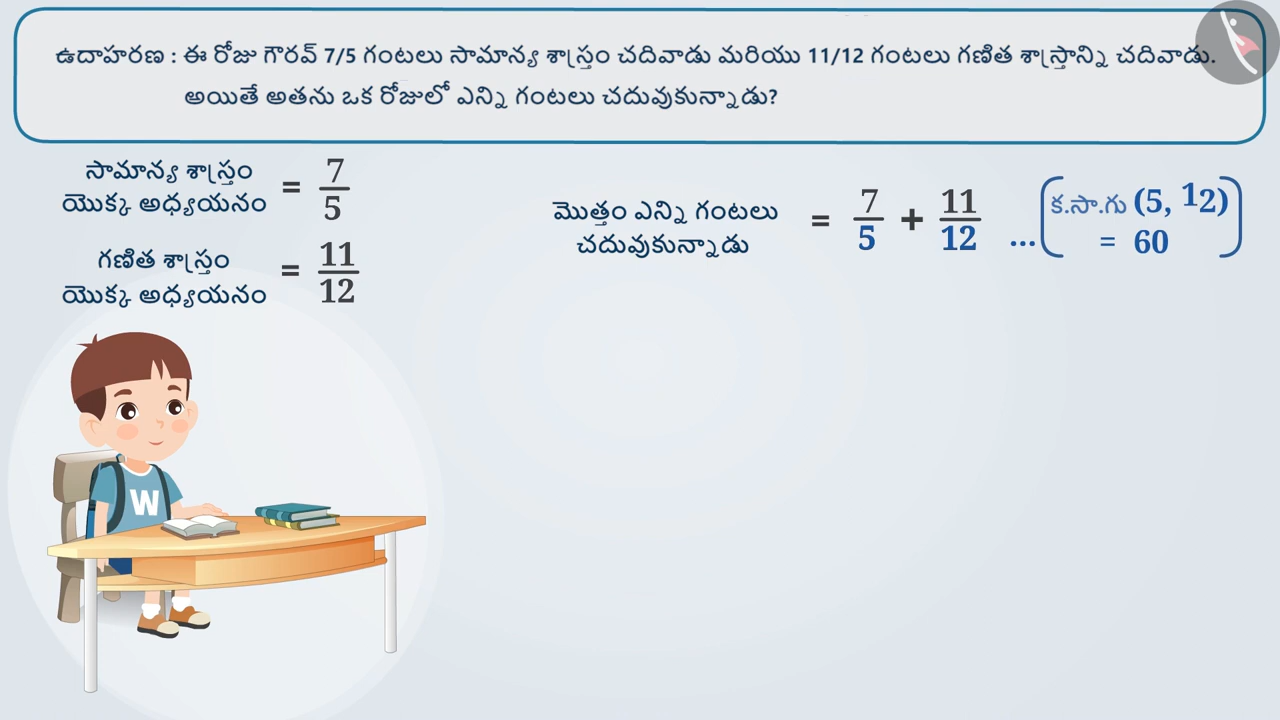 ఉదాహరణ : ఈ రోజు గౌరవ్ 7/5 గంటలు సామాన్య శాస్త్రం చదివాడు మరియు 11/12 గంటలు గణిత శాస్త్రాన్ని చదివాడు.
అయితే అతను ఒక రోజులో ఎన్ని గంటలు చదువుకున్నాడు?
సామాన్య శాస్త్రం
యొక్క అధ్యయనం = 7/5
గణిత శాస్త్రం
యొక్క అధ్యయనం = 11/12
మొత్తం ఎన్ని గంటలు
చదువుకున్నాడు = 7/5 + 11/12 ...
క.సా.గు (5, 12)
= 60
W